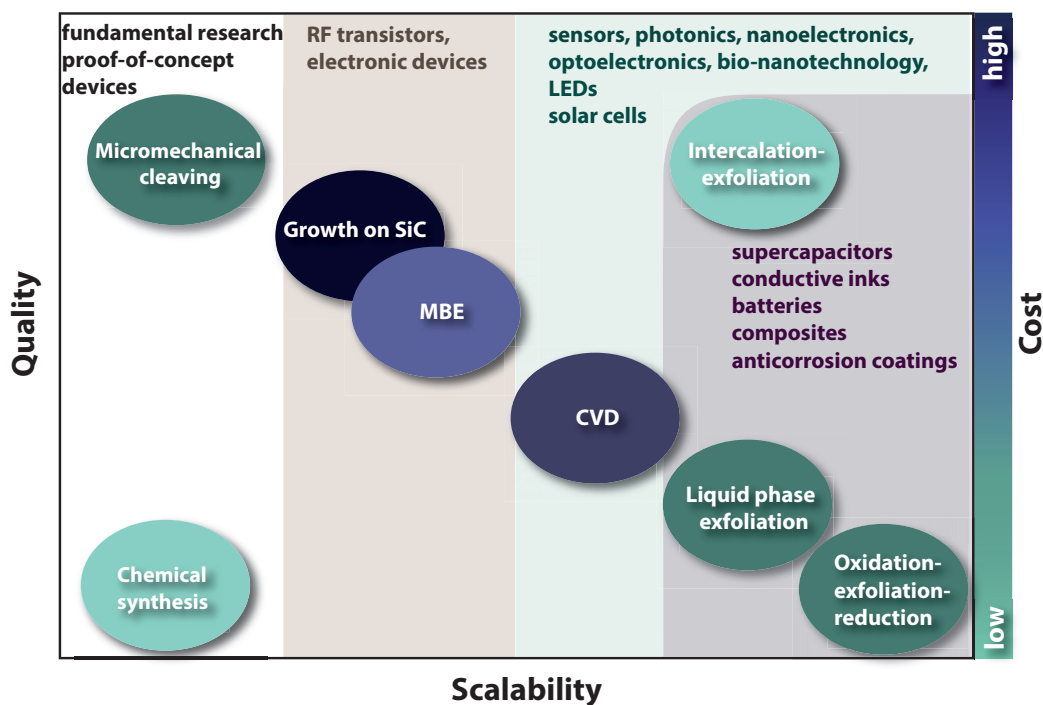 fundamental research
proof-of-concept
devices
RF transistors,
electronic devices
sensors, photonics, nanoelectronics,
optoelectronics, bio-nanotechnology,
LEDs
solar cells
high
Micromechanical
cleaving
Intercalation-
exfoliation
Growth on SiC
supercapacitors
conductive inks
batteries
composites
anticorrosion coatings
MBE
Quality
Cost
CVD
Liquid phase
exfoliation
Chemical
synthesis
Oxidation-
exfoliation-
reduction
low
Scalability